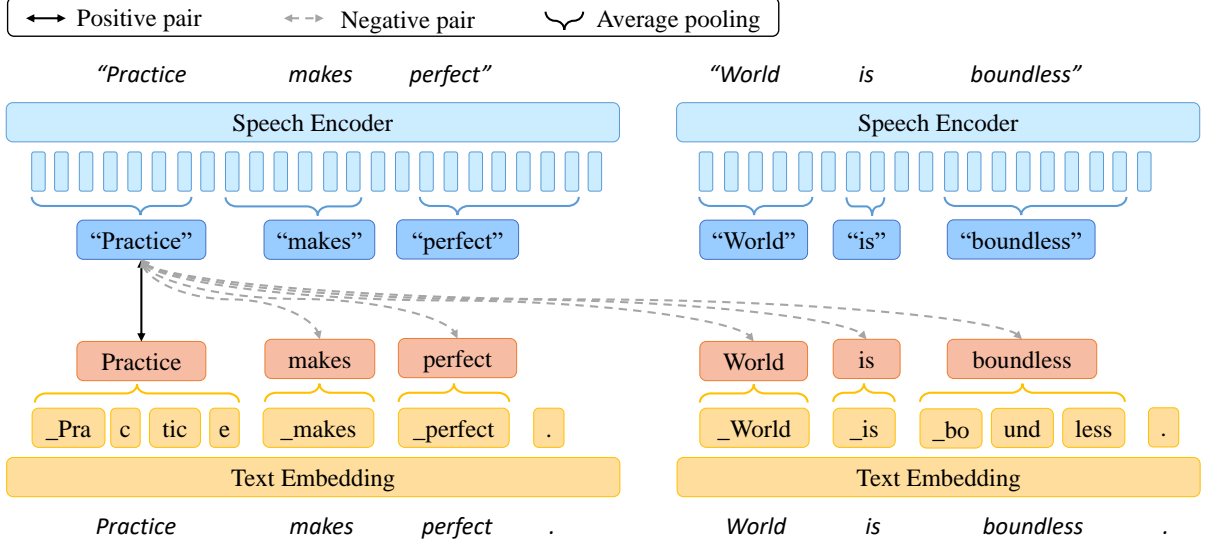 Positive pair Negative pair Average pooling
“Practice makes perfect” “World is boundless”
Speech Encoder Speech Encoder
“Practice” “makes” “perfect” “World” “is” “boundless”
Practice makes perfect World is boundless
_Pra c tic e _makes _perfect . _World _is _bo und less .
Text Embedding Text Embedding
Practice makes perfect . World is boundless .